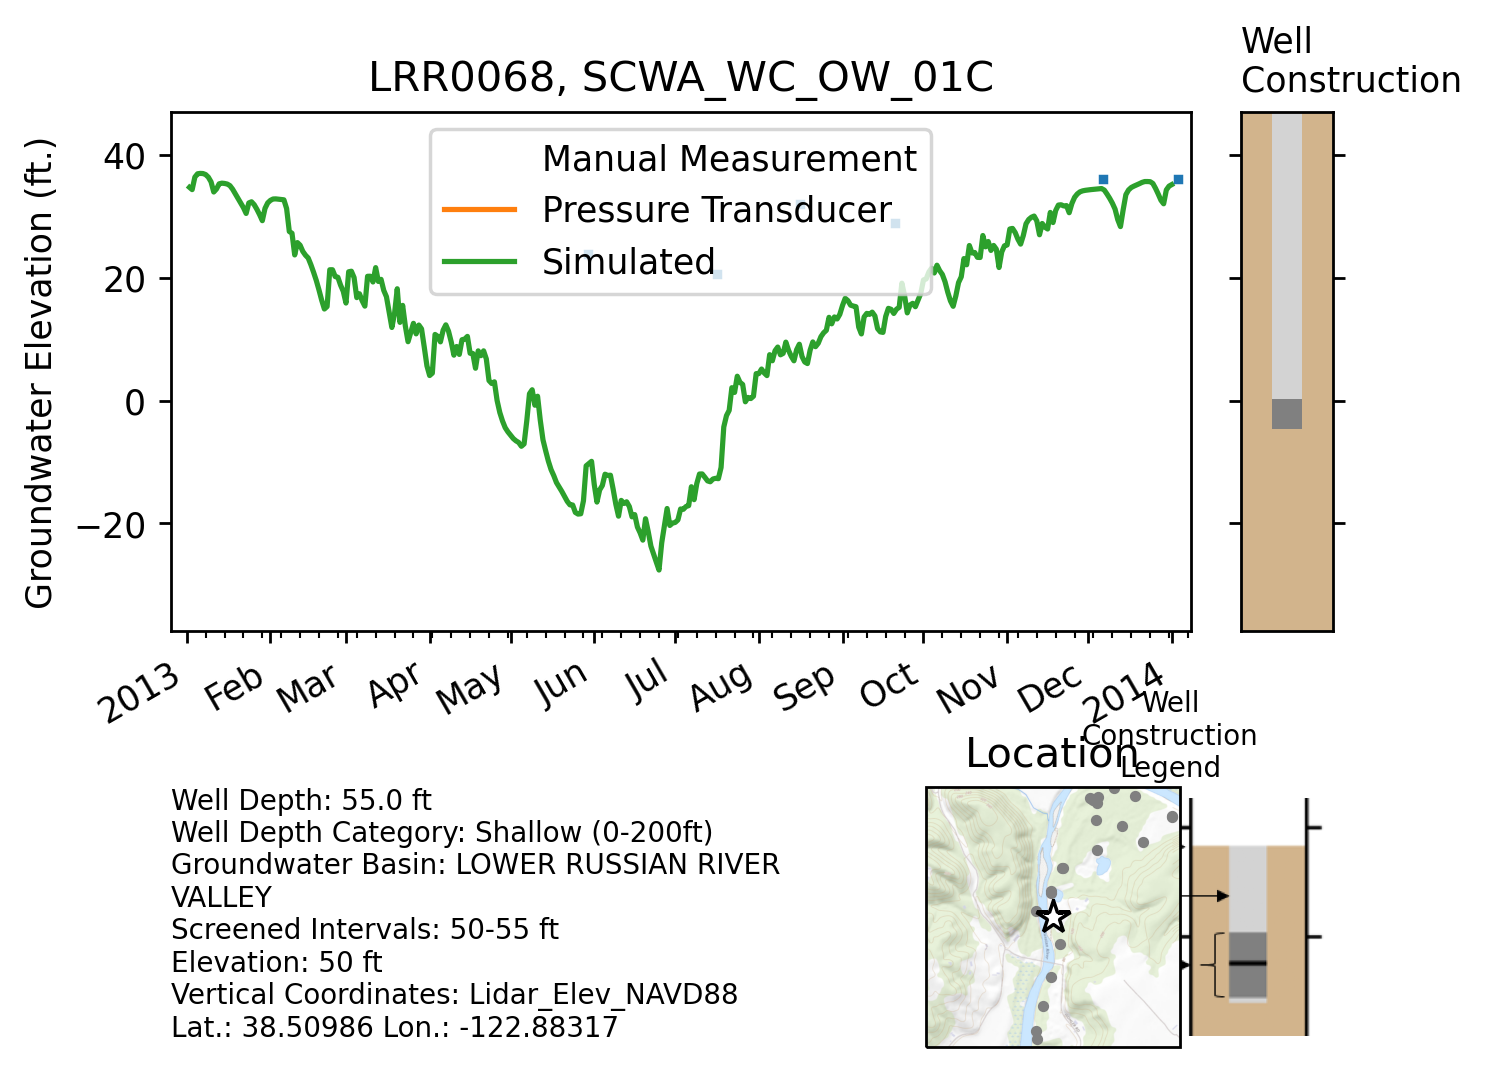 Well
Construction
LRR0068, SCWA_WC_OW_01C
Groundwater Elevation (ft.)
40
20
0
−20
Manual Measurement
Pressure Transducer
Simulated
2013
Feb
Mar
Apr
May
Jun
Jul
Aug
Sep
Oct
Nov
Dec
2014
Well
Construction
Legend
Location
Well Depth: 55.0 ft
Well Depth Category: Shallow (0-200ft)
Groundwater Basin: LOWER RUSSIAN RIVER
VALLEY
Screened Intervals: 50-55 ft
Elevation: 50 ft
Vertical Coordinates: Lidar_Elev_NAVD88
Lat.: 38.50986 Lon.: -122.88317